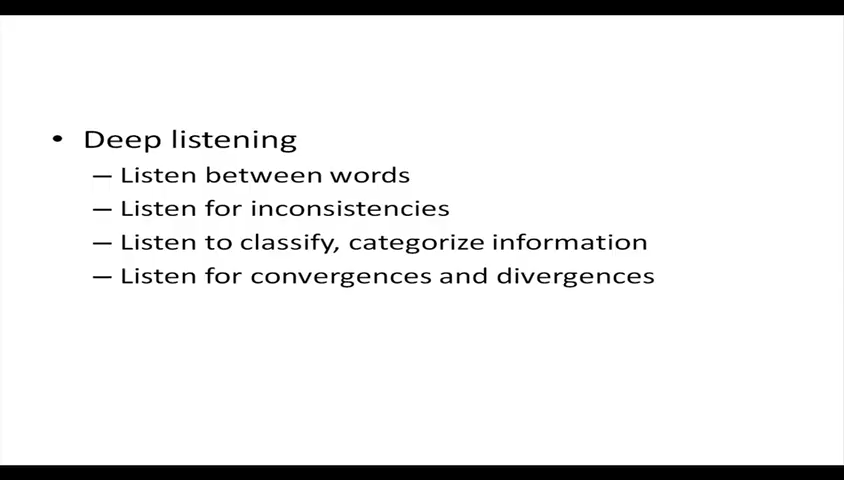 • Deep listening
– Listen between words
– Listen for inconsistencies
– Listen to classify, categorize information
– Listen for convergences and divergences